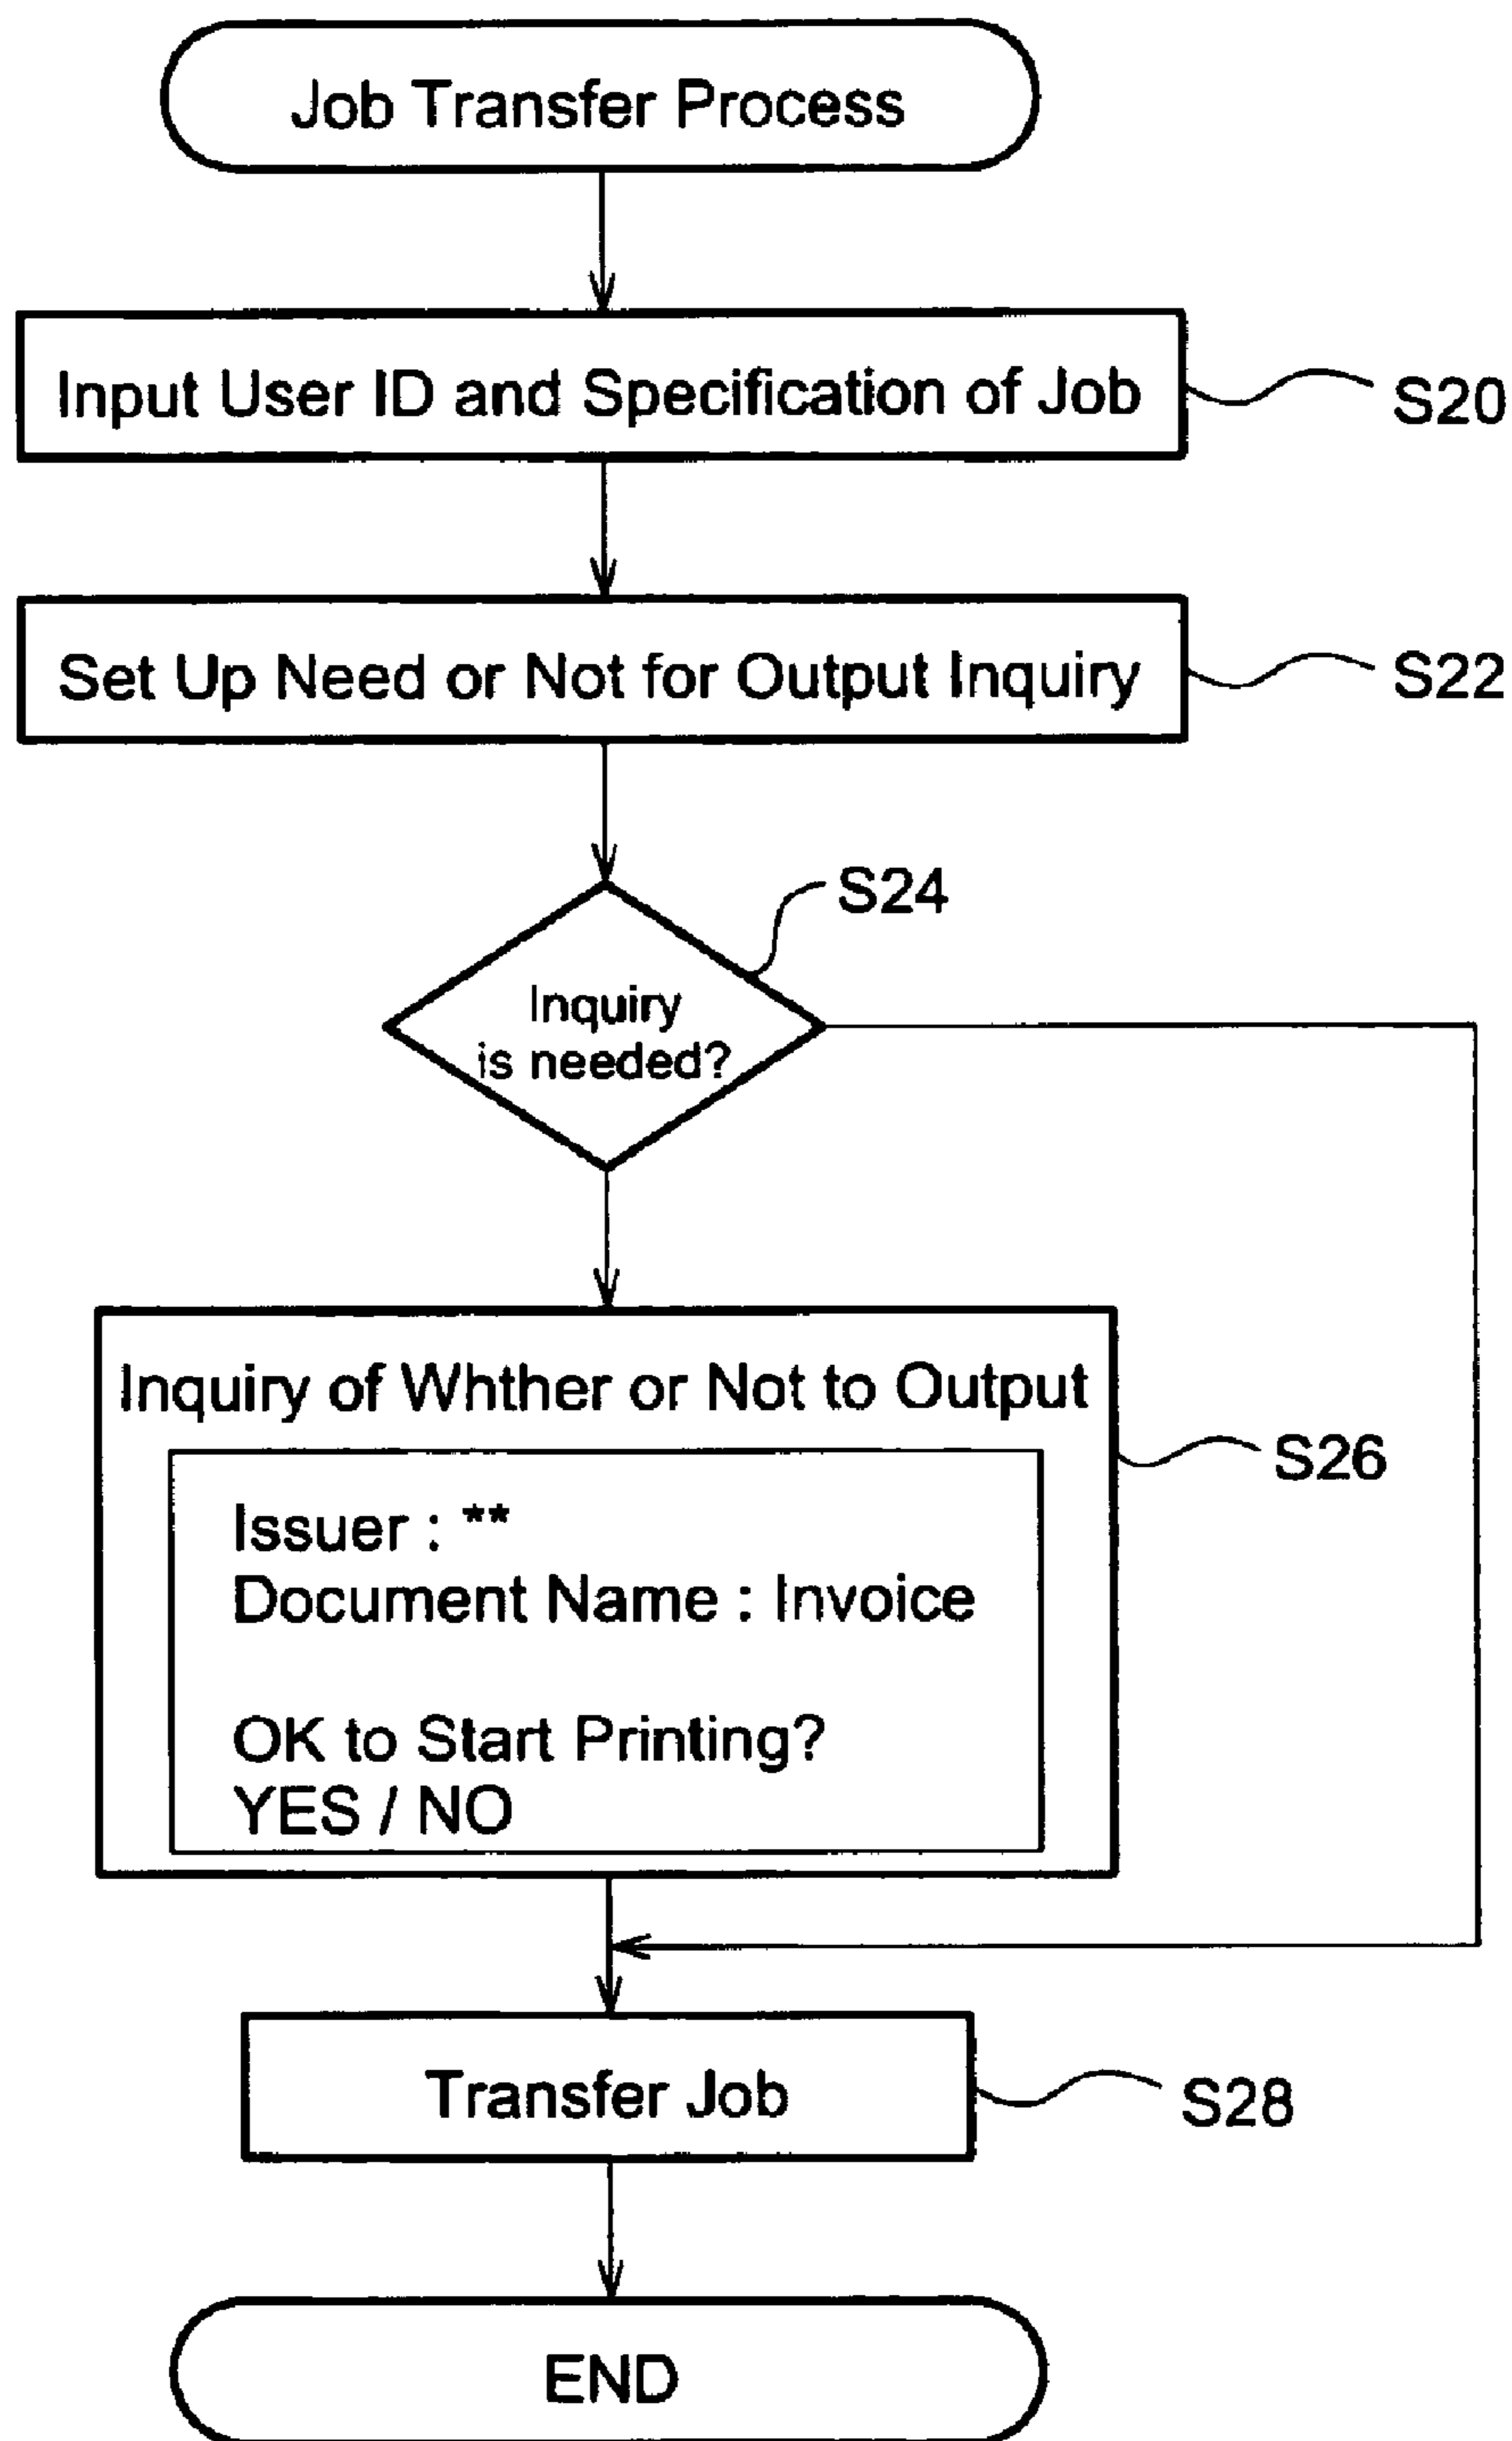 Job Transfer Process
Input User ID and Specification of Job
S20
Set Up Need or Not for Output Inquiry
S22
S24
Inquiry
is needed?
Inquiry of Whther or Not to Output
S26
Issuer : **
Document Name : Invoice
OK to Start Printing?
YES / NO
Transfer Job
S28
END